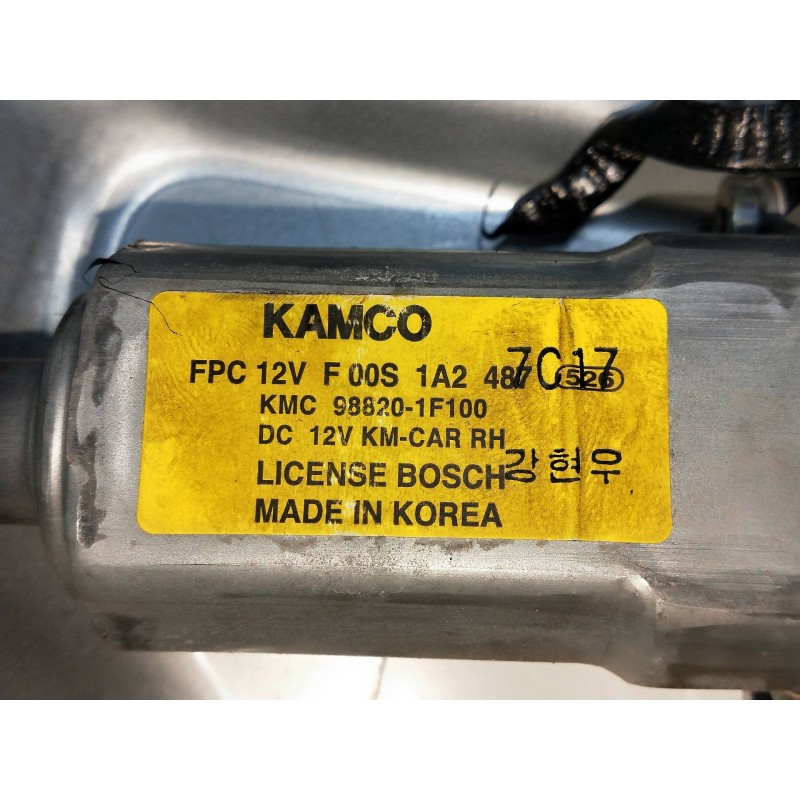 KAMCO
FPC 12V F 00S 1A2 487 7C17 526
KMC 98820-1F100
DC 12V KM-CAR RH
LICENSE BOSCH 강현우
MADE IN KOREA